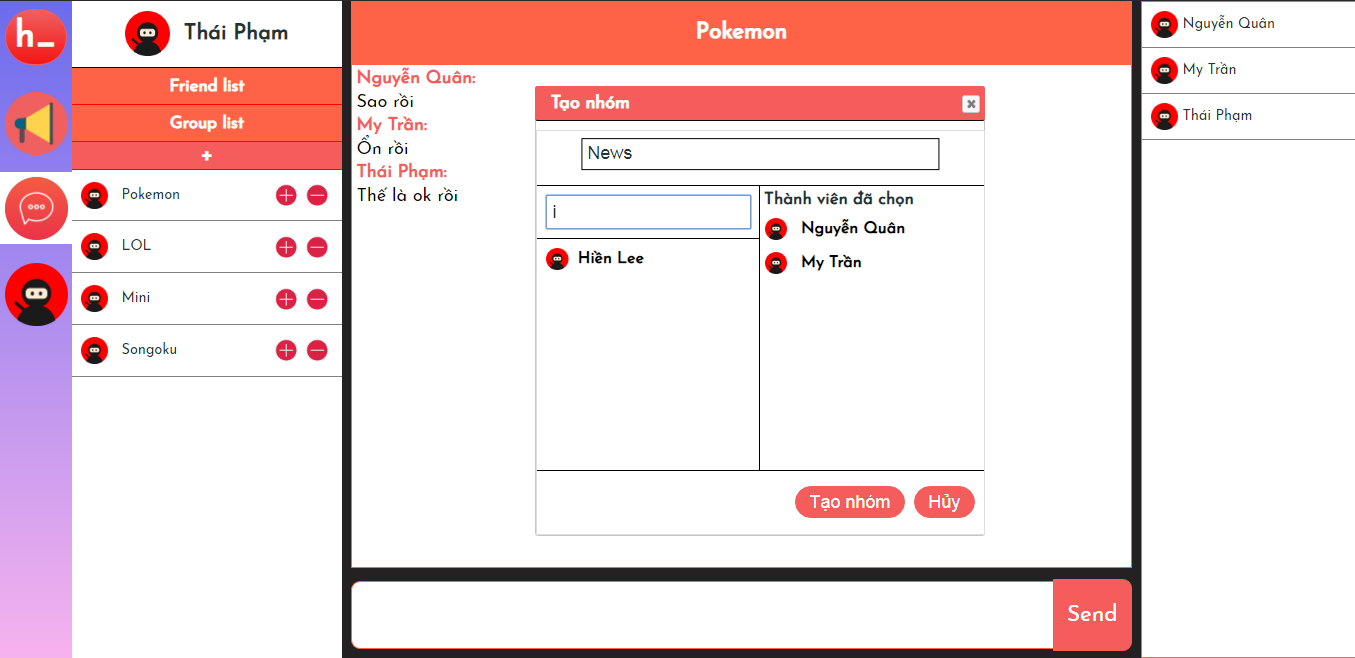 h_
Thái Phạm
Friend list
Group list
+
Pokemon
LOL
Mini
Songoku
Pokemon
Nguyễn Quân:
Sao rồi
My Trần:
Ổn rồi
Thái Phạm:
Thế là ok rồi
Tạo nhóm
News
i
Hiền Lee
Thành viên đã chọn
Nguyễn Quân
My Trần
Tạo nhóm
Hủy
Send
Nguyễn Quân
My Trần
Thái Phạm